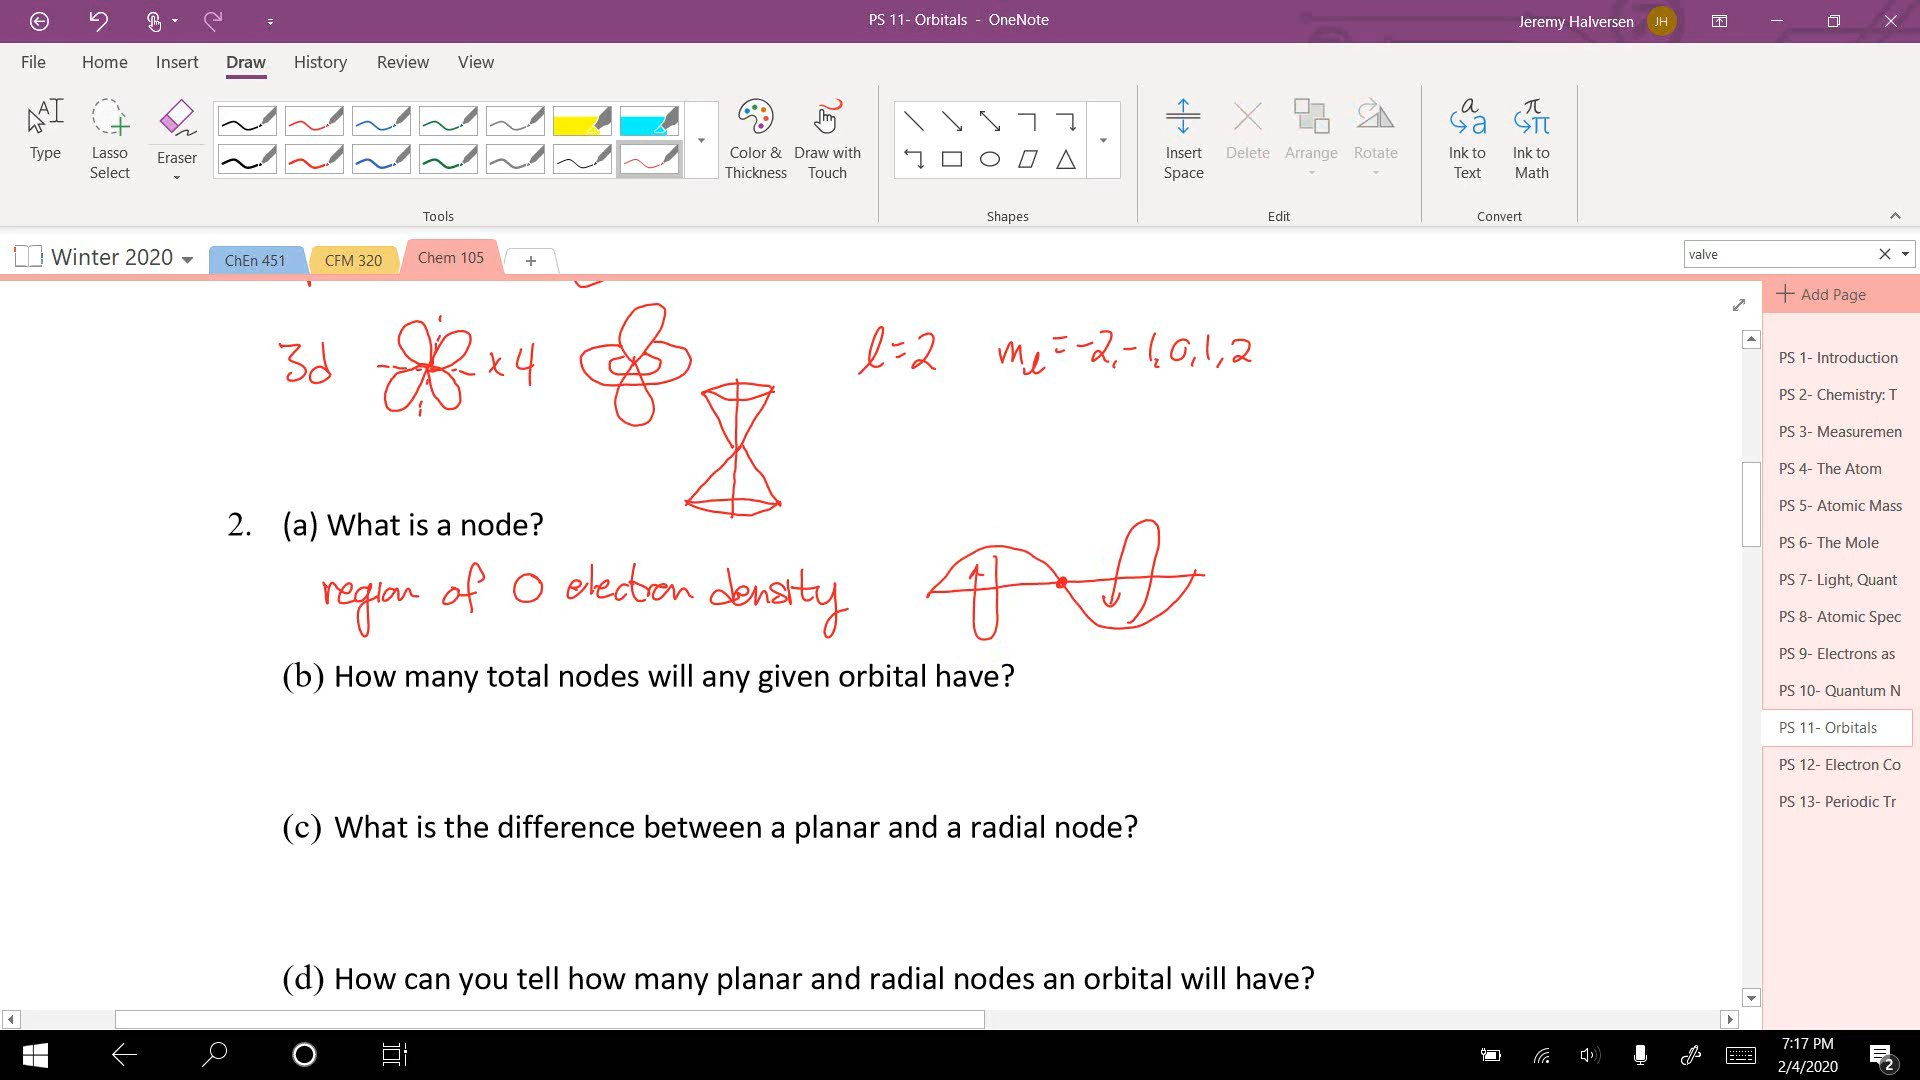 PS 11- Orbitals - OneNote
Jeremy Halversen JH
File Home Insert Draw History Review View
Type
Lasso Select
Eraser
Color & Thickness
Draw with Touch
Insert Space
Delete
Arrange
Rotate
Ink to Text
Ink to Math
Tools Shapes Edit Convert
Winter 2020 ChEn 451 CFM 320 Chem 105 +
valve
Add Page
PS 1- Introduction
PS 2- Chemistry: T
PS 3- Measuremen
PS 4- The Atom
PS 5- Atomic Mass
PS 6- The Mole
PS 7- Light, Quant
PS 8- Atomic Spec
PS 9- Electrons as
PS 10- Quantum N
PS 11- Orbitals
PS 12- Electron Co
PS 13- Periodic Tr
3d x 4 l=2 mₗ = -2, -1, 0, 1, 2
2. (a) What is a node?
region of 0 electron density
(b) How many total nodes will any given orbital have?
(c) What is the difference between a planar and a radial node?
(d) How can you tell how many planar and radial nodes an orbital will have?
7:17 PM
2/4/2020
2